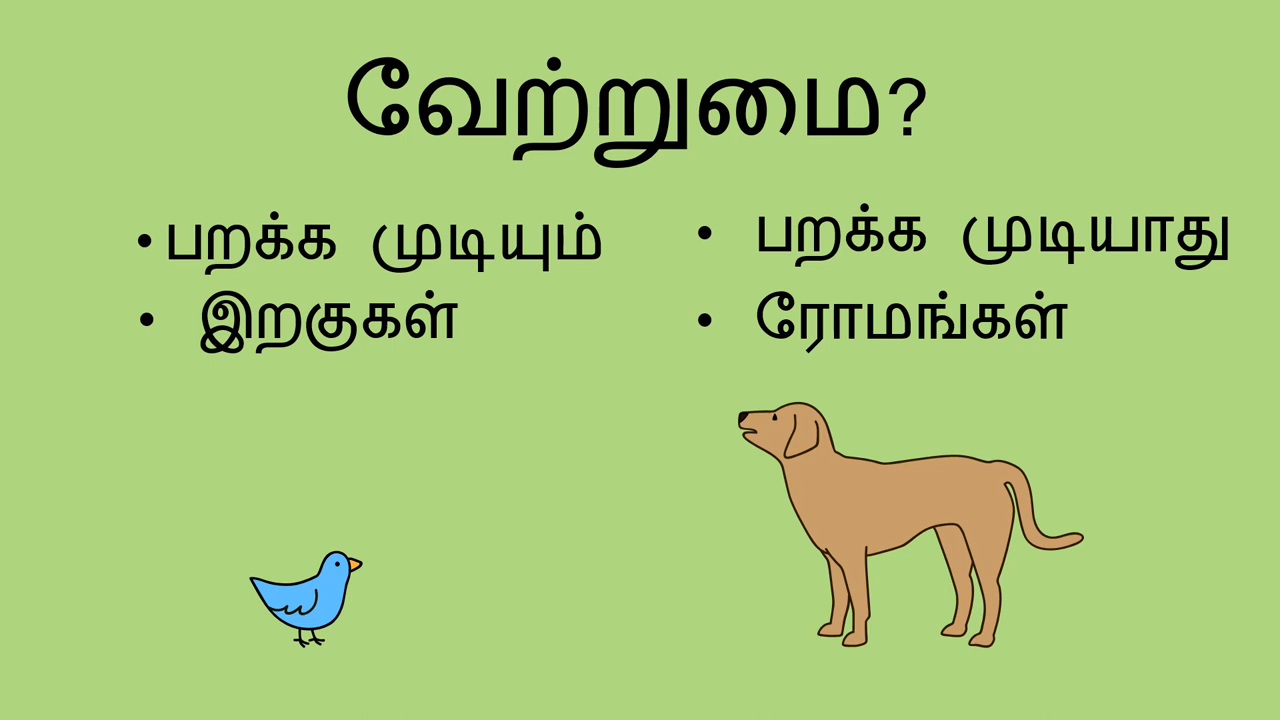 வேற்றுமை?
• பறக்க முடியும்
• இறகுகள்
• பறக்க முடியாது
• ரோமங்கள்